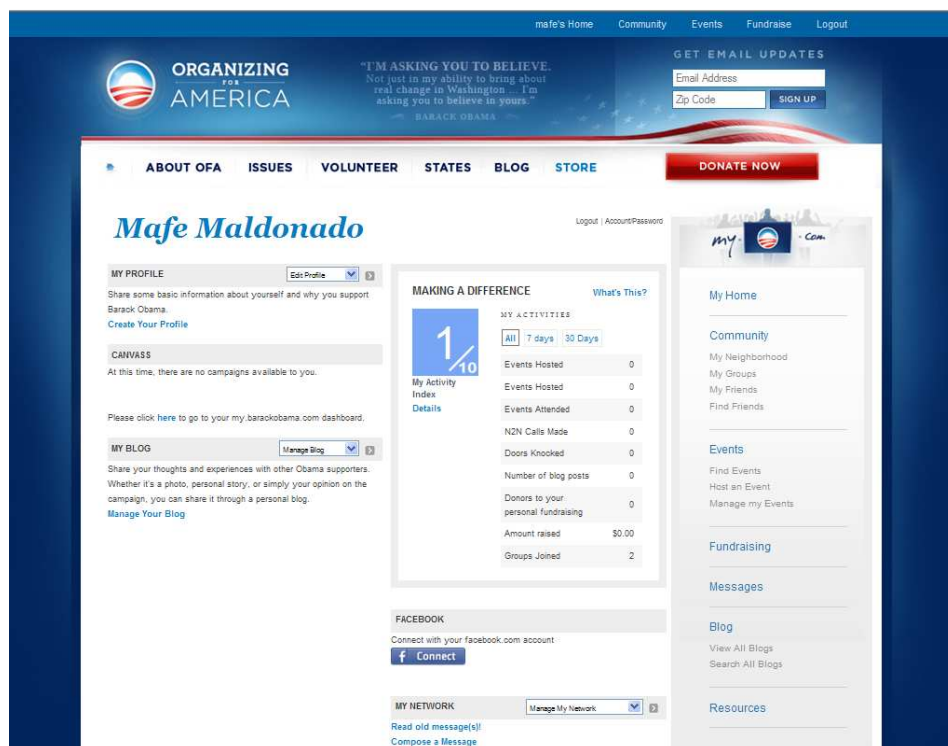 mafe's Home Community Events Fundraise Logout
ORGANIZING
FOR
AMERICA
"I'M ASKING YOU TO BELIEVE.
Not just in my ability to bring about
real change in Washington ... I'm
asking you to believe in yours."
BARACK OBAMA
GET EMAIL UPDATES
Email Address
Zip Code SIGN UP
ABOUT OFA ISSUES VOLUNTEER STATES BLOG STORE DONATE NOW
Mafe Maldonado
Logout | Account/Password
MY PROFILE Edit Profile
Share some basic information about yourself and why you support
Barack Obama.
Create Your Profile
CANVASS
At this time, there are no campaigns available to you.
Please click here to go to your my.barackobama.com dashboard.
MY BLOG Manage Blog
Share your thoughts and experiences with other Obama supporters.
Whether it's a photo, personal story, or simply your opinion on the
campaign, you can share it through a personal blog.
Manage Your Blog
MAKING A DIFFERENCE What's This?
1/10
My Activity
Index
Details
MY ACTIVITIES
All 7 days 30 Days
Events Hosted 0
Events Hosted 0
Events Attended 0
N2N Calls Made 0
Doors Knocked 0
Number of blog posts 0
Donors to your
personal fundraising 0
Amount raised $0.00
Groups Joined 2
FACEBOOK
Connect with your facebook.com account
f Connect
MY NETWORK Manage My Network
Read old message(s)!
Compose a Message
my. .com
My Home
Community
My Neighborhood
My Groups
My Friends
Find Friends
Events
Find Events
Host an Event
Manage my Events
Fundraising
Messages
Blog
View All Blogs
Search All Blogs
Resources